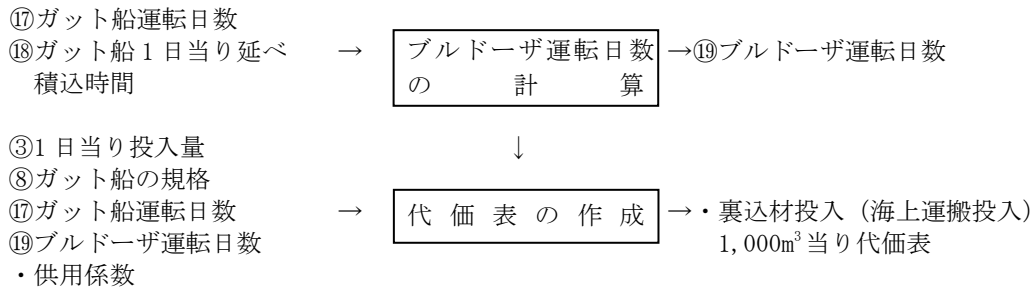 ⑰ガット船運転日数
⑱ガット船1日当り延べ → ブルドーザ運転日数 →⑲ブルドーザ運転日数
積込時間 の計算
③1日当り投入量 ↓
⑧ガット船の規格
⑰ガット船運転日数 → 代価表の作成 →・裏込材投入（海上運搬投入）
⑲ブルドーザ運転日数 1,000m³当り代価表
・供用係数